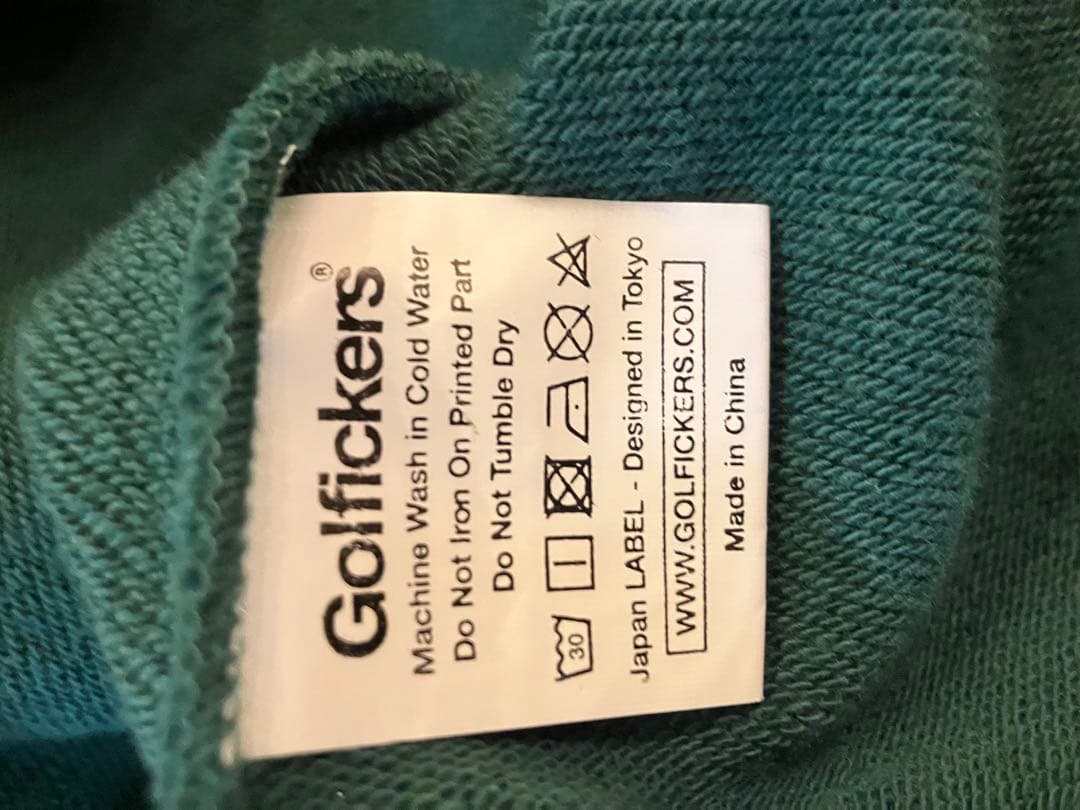 Golfickers®
Machine Wash in Cold Water
Do Not Iron On Printed Part
Do Not Tumble Dry
30
Japan LABEL - Designed in Tokyo
WWW.GOLFICKERS.COM
Made in China